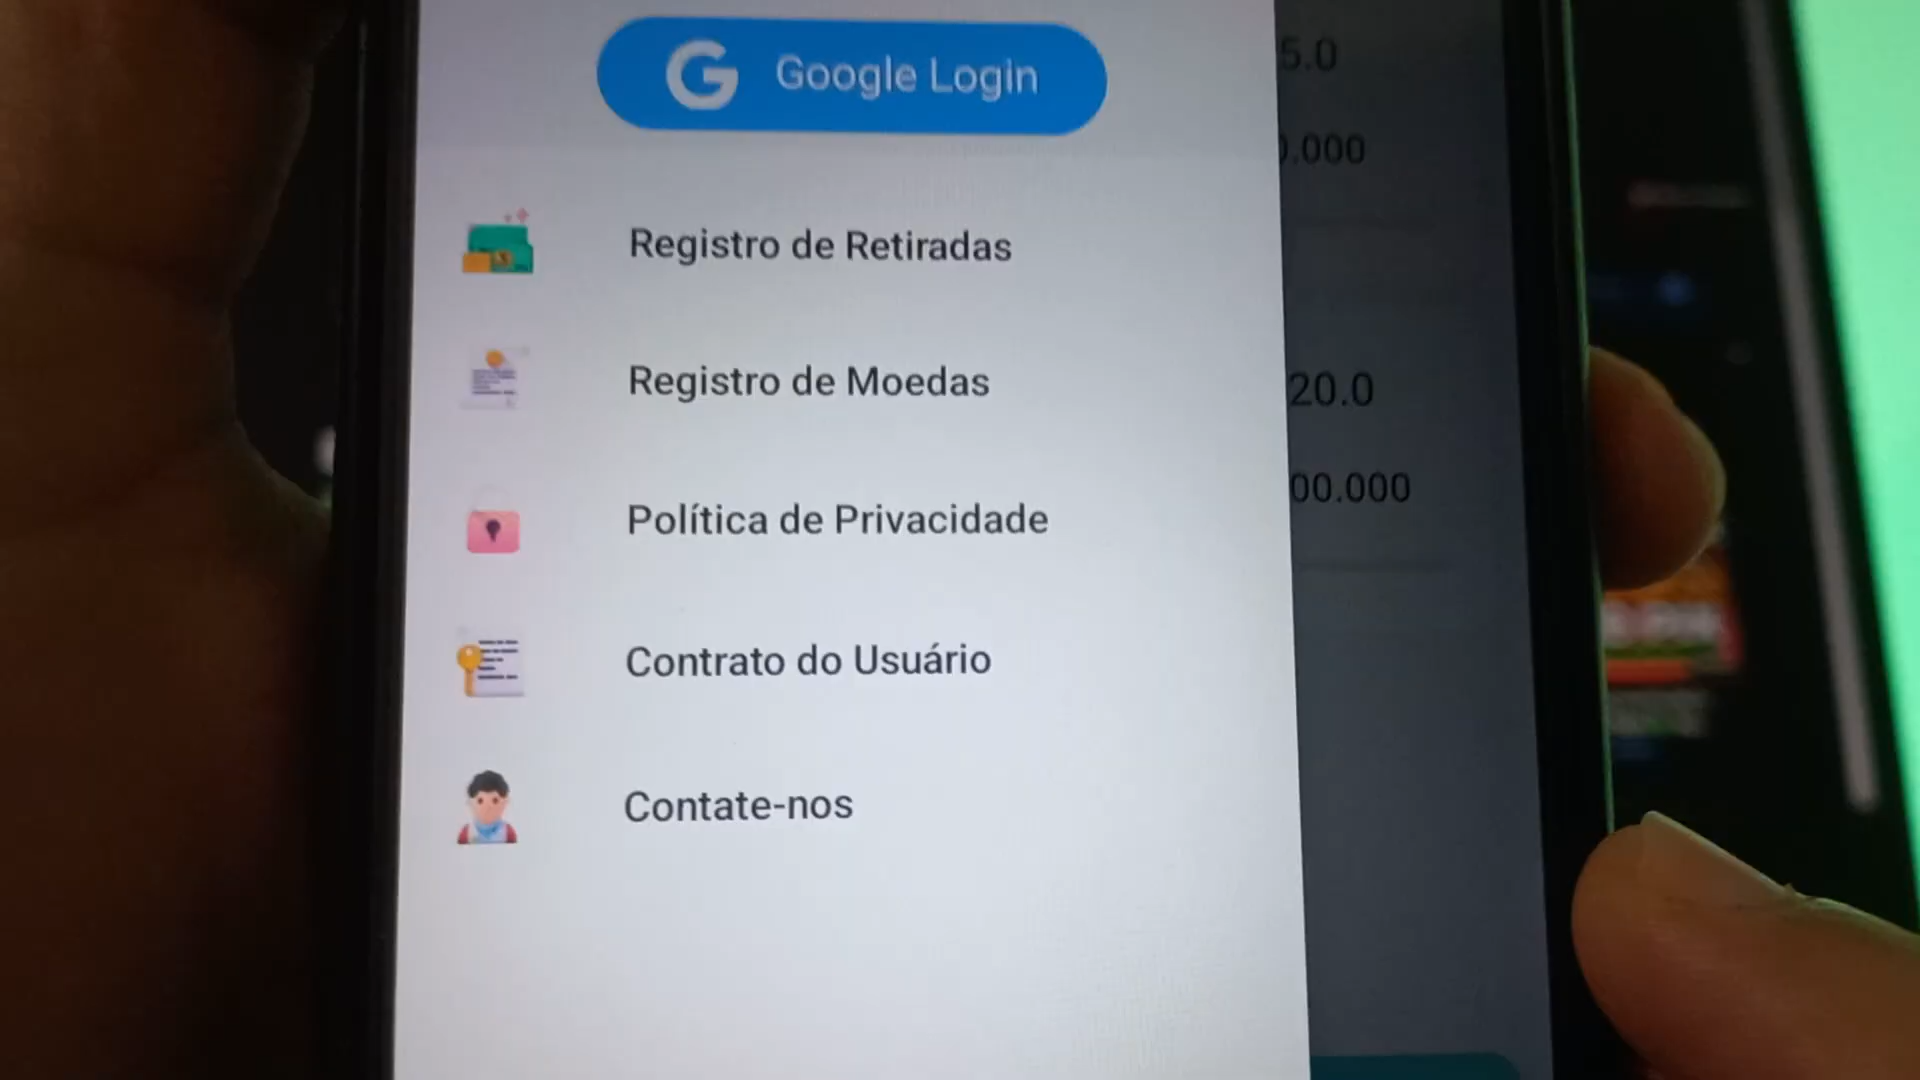 Google Login
5.0
.000
Registro de Retiradas
Registro de Moedas
20.0
00.000
Política de Privacidade
Contrato do Usuário
Contate-nos